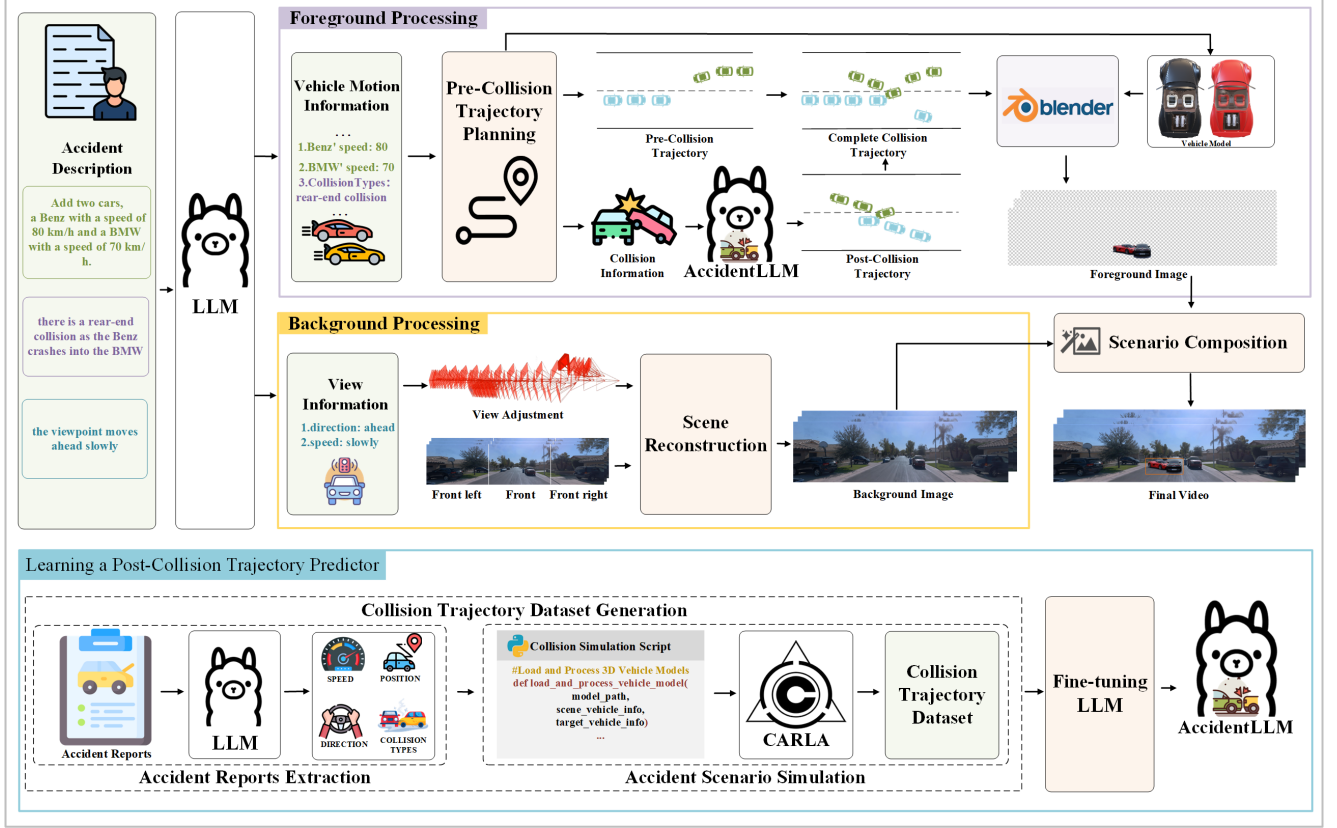 Foreground Processing
Accident
Description
Add two cars,
a Benz with a speed of
80 km/h and a BMW
with a speed of 70 km/
h.
there is a rear-end
collision as the Benz
crashes into the BMW
the viewpoint moves
ahead slowly
LLM
Vehicle Motion
Information
...
1.Benz' speed: 80
2.BMW' speed: 70
3.CollisionTypes:
rear-end collision
...
Pre-Collision
Trajectory
Planning
Pre-Collision
Trajectory
Complete Collision
Trajectory
Collision
Information
AccidentLLM
Post-Collision
Trajectory
blender
Vehicle Model
Foreground Image
Background Processing
View
Information
1.direction: ahead
2.speed: slowly
View Adjustment
Front left
Front
Front right
Scene
Reconstruction
Background Image
Scenario Composition
Final Video
Learning a Post-Collision Trajectory Predictor
Collision Trajectory Dataset Generation
Accident Reports
LLM
SPEED
POSITION
DIRECTION
COLLISION
TYPES
Accident Reports Extraction
Collision Simulation Script
#Load and Process 3D Vehicle Models
def load_and_process_vehicle_model(
model_path,
scene_vehicle_info,
target_vehicle_info)
...
CARLA
Collision
Trajectory
Dataset
Accident Scenario Simulation
Fine-tuning
LLM
AccidentLLM